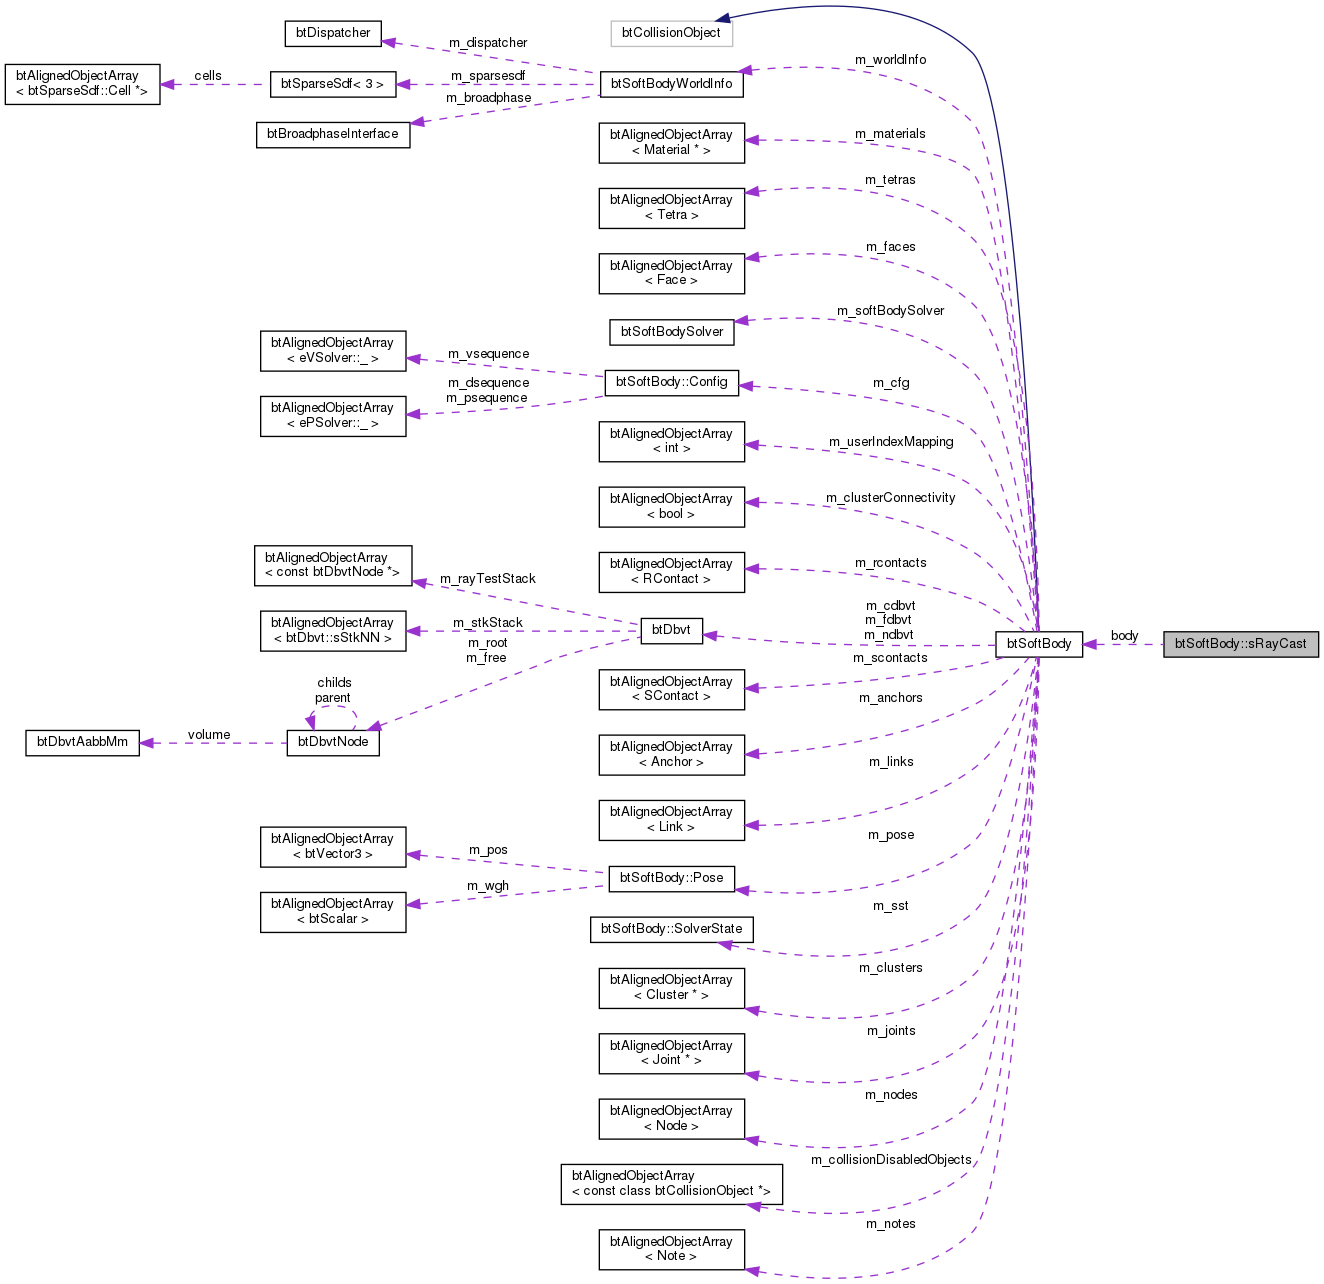 btAlignedObjectArray
< btSparseSdf::Cell *>
cells
btDispatcher
btSparseSdf< 3 >
btBroadphaseInterface
m_dispatcher
m_sparsesdf
m_broadphase
btCollisionObject
btSoftBodyWorldInfo
m_worldInfo
btAlignedObjectArray
< Material * >
m_materials
btAlignedObjectArray
< Tetra >
m_tetras
btAlignedObjectArray
< Face >
m_faces
btSoftBodySolver
m_softBodySolver
btAlignedObjectArray
< eVSolver::_ >
m_vsequence
btAlignedObjectArray
< ePSolver::_ >
m_dsequence
m_psequence
btSoftBody::Config
m_cfg
btAlignedObjectArray
< int >
m_userIndexMapping
btAlignedObjectArray
< bool >
m_clusterConnectivity
btAlignedObjectArray
< RContact >
m_rcontacts
btAlignedObjectArray
< const btDbvtNode *>
m_rayTestStack
btAlignedObjectArray
< btDbvt::sStkNN >
m_stkStack
m_root
m_free
btDbvt
m_cdbvt
m_fdbvt
m_ndbvt
btSoftBody
body
btSoftBody::sRayCast
childs
parent
btDbvtAabbMm
volume
btDbvtNode
btAlignedObjectArray
< SContact >
m_scontacts
btAlignedObjectArray
< Anchor >
m_anchors
btAlignedObjectArray
< Link >
m_links
btAlignedObjectArray
< btVector3 >
m_pos
btAlignedObjectArray
< btScalar >
m_wgh
btSoftBody::Pose
m_pose
btSoftBody::SolverState
m_sst
btAlignedObjectArray
< Cluster * >
m_clusters
btAlignedObjectArray
< Joint * >
m_joints
btAlignedObjectArray
< Node >
m_nodes
btAlignedObjectArray
< const class btCollisionObject *>
m_collisionDisabledObjects
btAlignedObjectArray
< Note >
m_notes